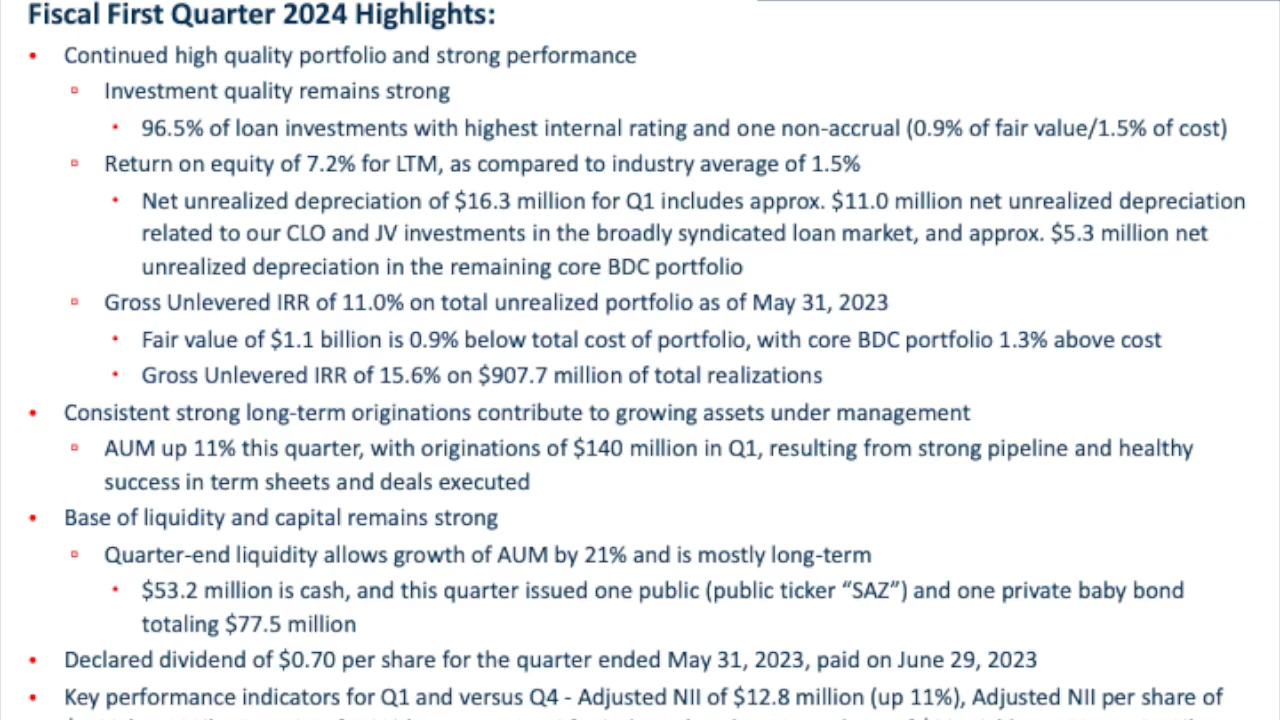 Fiscal First Quarter 2024 Highlights:
• Continued high quality portfolio and strong performance
▫ Investment quality remains strong
• 96.5% of loan investments with highest internal rating and one non-accrual (0.9% of fair value/1.5% of cost)
▫ Return on equity of 7.2% for LTM, as compared to industry average of 1.5%
• Net unrealized depreciation of $16.3 million for Q1 includes approx. $11.0 million net unrealized depreciation
related to our CLO and JV investments in the broadly syndicated loan market, and approx. $5.3 million net
unrealized depreciation in the remaining core BDC portfolio
▫ Gross Unlevered IRR of 11.0% on total unrealized portfolio as of May 31, 2023
• Fair value of $1.1 billion is 0.9% below total cost of portfolio, with core BDC portfolio 1.3% above cost
• Gross Unlevered IRR of 15.6% on $907.7 million of total realizations
• Consistent strong long-term originations contribute to growing assets under management
▫ AUM up 11% this quarter, with originations of $140 million in Q1, resulting from strong pipeline and healthy
success in term sheets and deals executed
• Base of liquidity and capital remains strong
▫ Quarter-end liquidity allows growth of AUM by 21% and is mostly long-term
• $53.2 million is cash, and this quarter issued one public (public ticker “SAZ”) and one private baby bond
totaling $77.5 million
• Declared dividend of $0.70 per share for the quarter ended May 31, 2023, paid on June 29, 2023
• Key performance indicators for Q1 and versus Q4 - Adjusted NII of $12.8 million (up 11%), Adjusted NII per share of